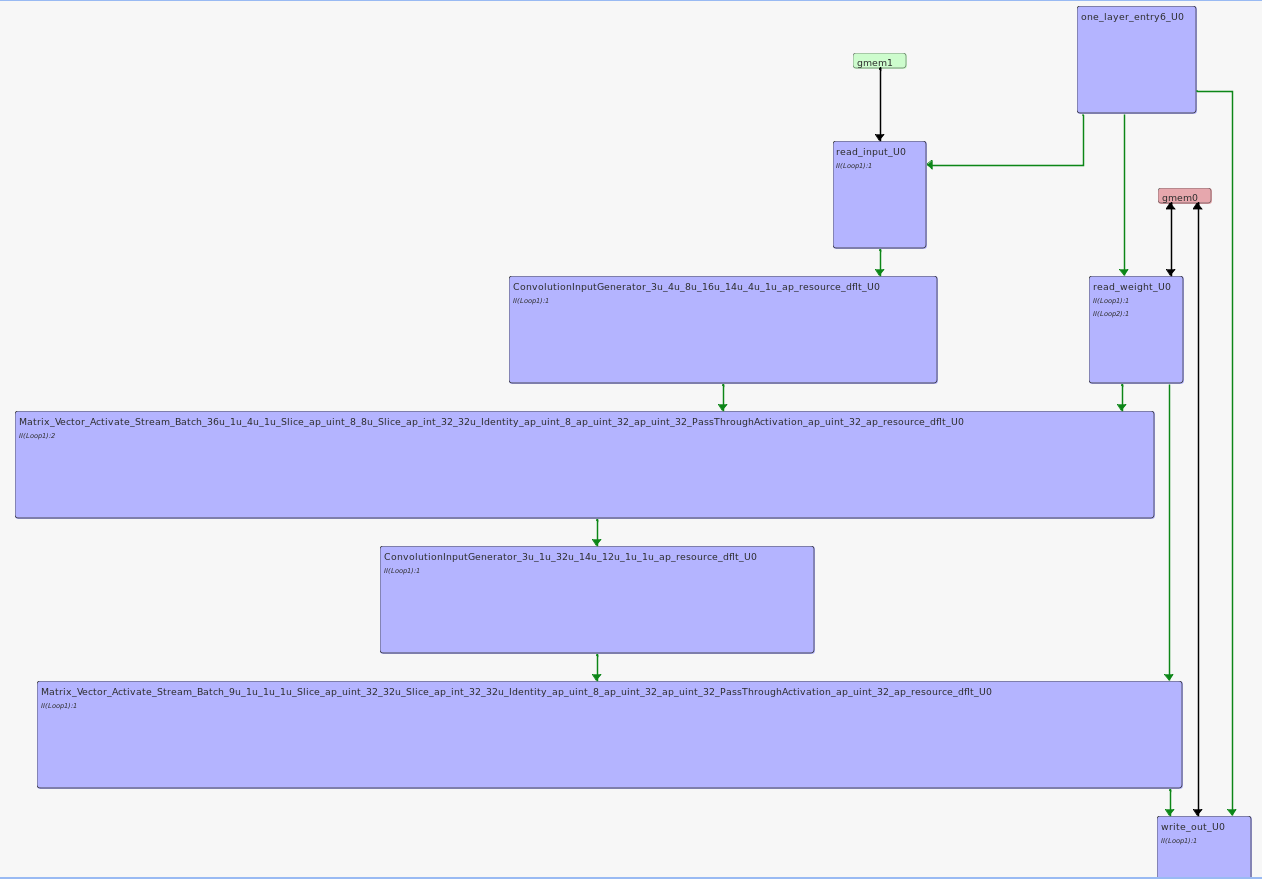 one_layer_entry6_U0
gmem1
read_input_U0
II(Loop1):1
gmem0
ConvolutionInputGenerator_3u_4u_8u_16u_14u_4u_1u_ap_resource_dflt_U0
II(Loop1):1
read_weight_U0
II(Loop1):1
II(Loop2):1
Matrix_Vector_Activate_Stream_Batch_36u_1u_4u_1u_Slice_ap_uint_8_8u_Slice_ap_int_32_32u_Identity_ap_uint_8_ap_uint_32_ap_uint_32_PassThroughActivation_ap_uint_32_ap_resource_dflt_U0
II(Loop1):2
ConvolutionInputGenerator_3u_1u_32u_14u_12u_1u_1u_ap_resource_dflt_U0
II(Loop1):1
Matrix_Vector_Activate_Stream_Batch_9u_1u_1u_1u_Slice_ap_uint_32_32u_Slice_ap_int_32_32u_Identity_ap_uint_8_ap_uint_32_ap_uint_32_PassThroughActivation_ap_uint_32_ap_resource_dflt_U0
II(Loop1):1
write_out_U0
II(Loop1):1